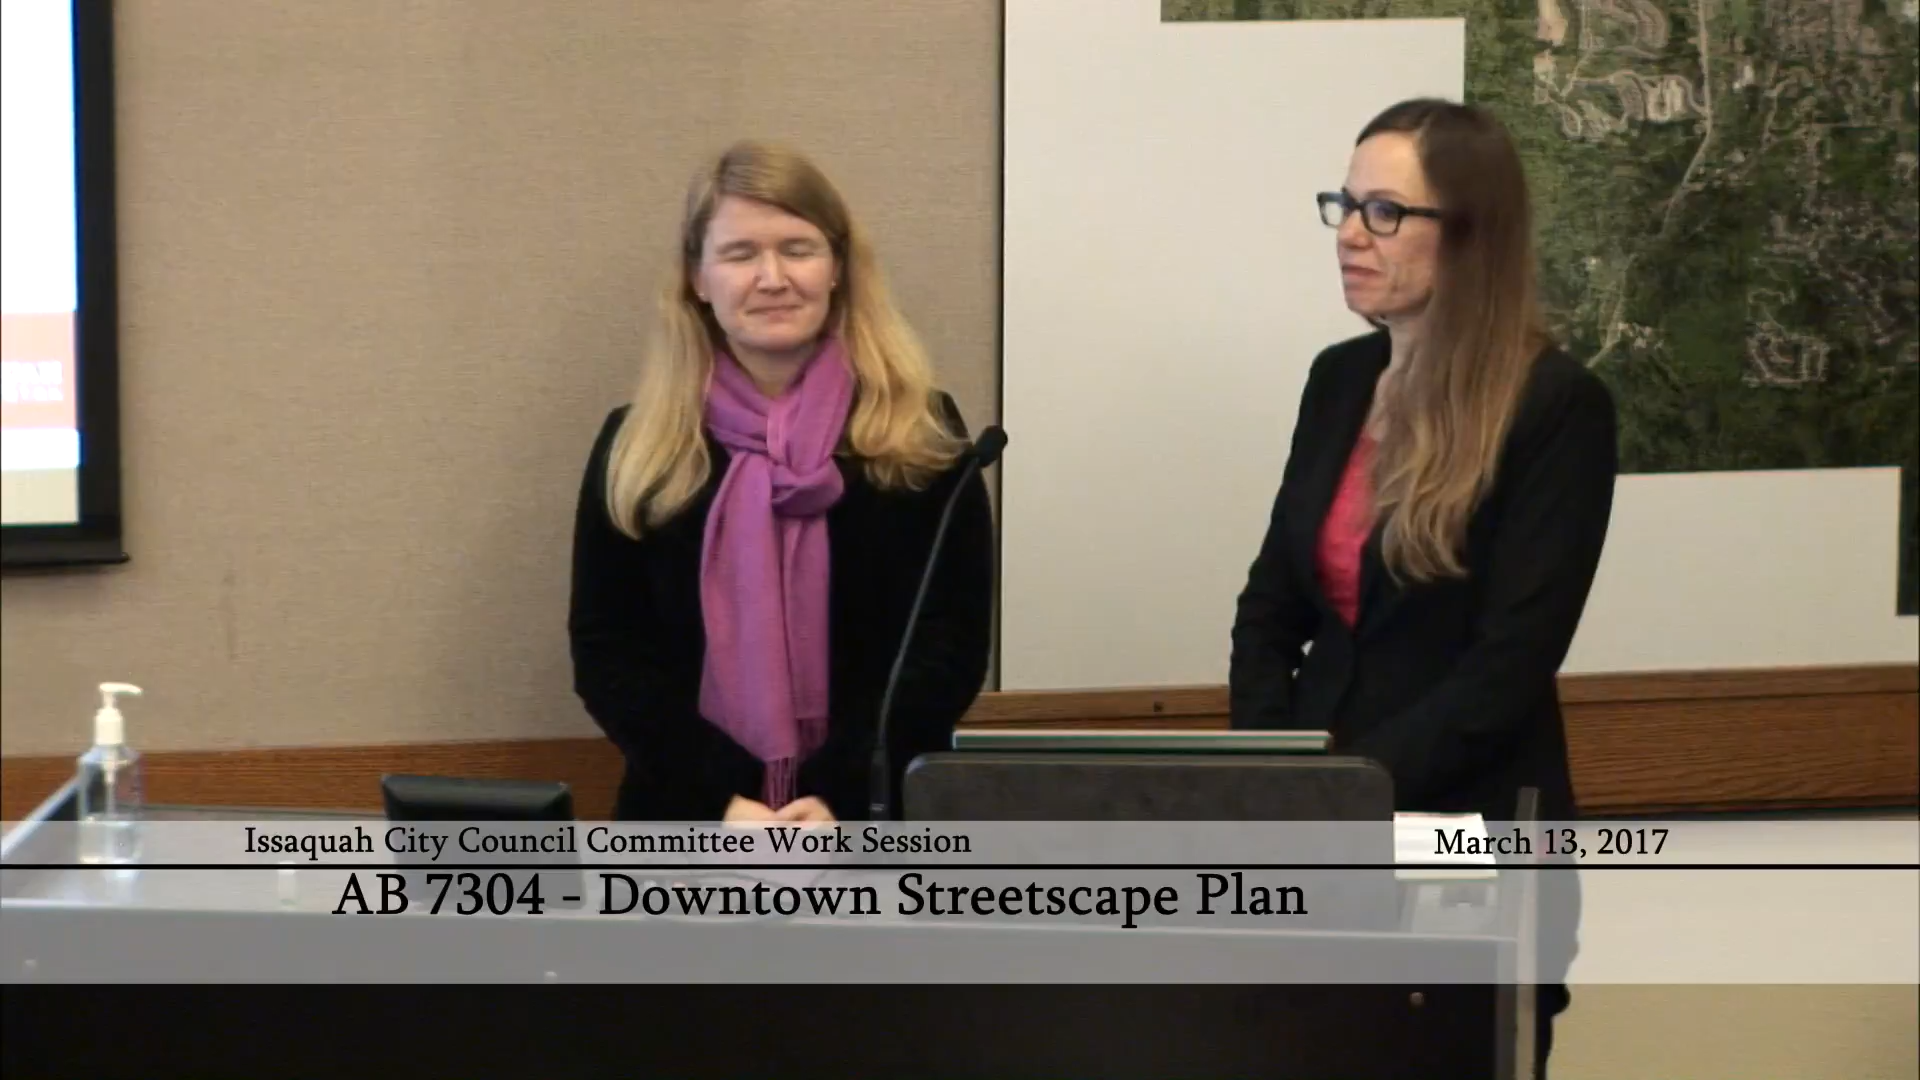 Issaquah City Council Committee Work Session
March 13, 2017
AB 7304 - Downtown Streetscape Plan